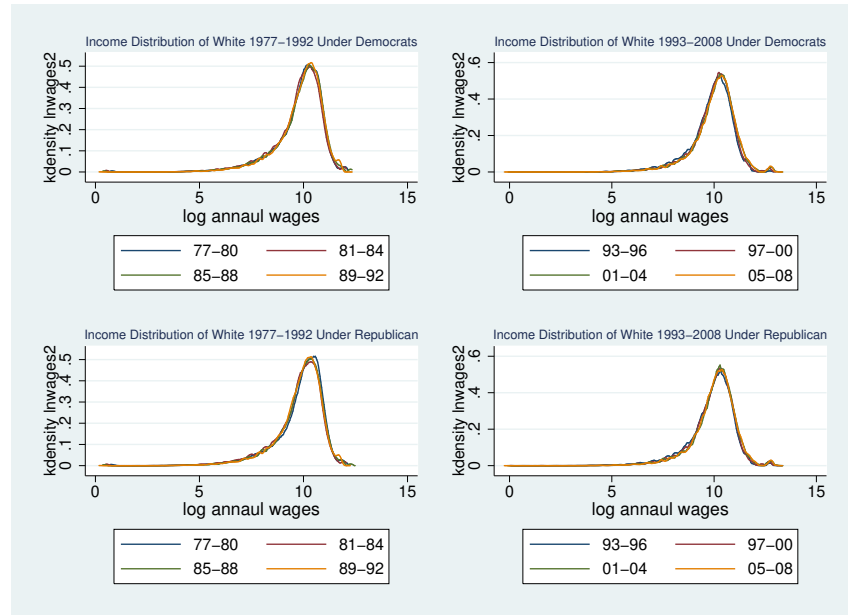 Income Distribution of White 1977−1992 Under Democrats
kdensity lnwages2
0 .1 .2 .3 .4 .5
0 5 10 15
log annaul wages
77−80 81−84
85−88 89−92
Income Distribution of White 1993−2008 Under Democrats
kdensity lnwages2
0 .2 .4 .6
0 5 10 15
log annaul wages
93−96 97−00
01−04 05−08
Income Distribution of White 1977−1992 Under Republican
kdensity lnwages2
0 .1 .2 .3 .4 .5
0 5 10 15
log annaul wages
77−80 81−84
85−88 89−92
Income Distribution of White 1993−2008 Under Republican
kdensity lnwages2
0 .2 .4 .6
0 5 10 15
log annaul wages
93−96 97−00
01−04 05−08